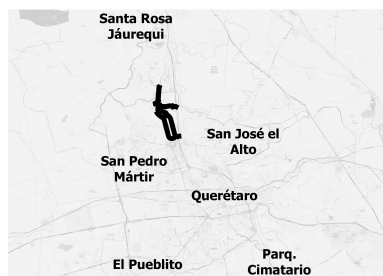 Santa Rosa
Jáurequi
San José el
Alto
San Pedro
Mártir
Querétaro
El Pueblito
Parq.
Cimatario